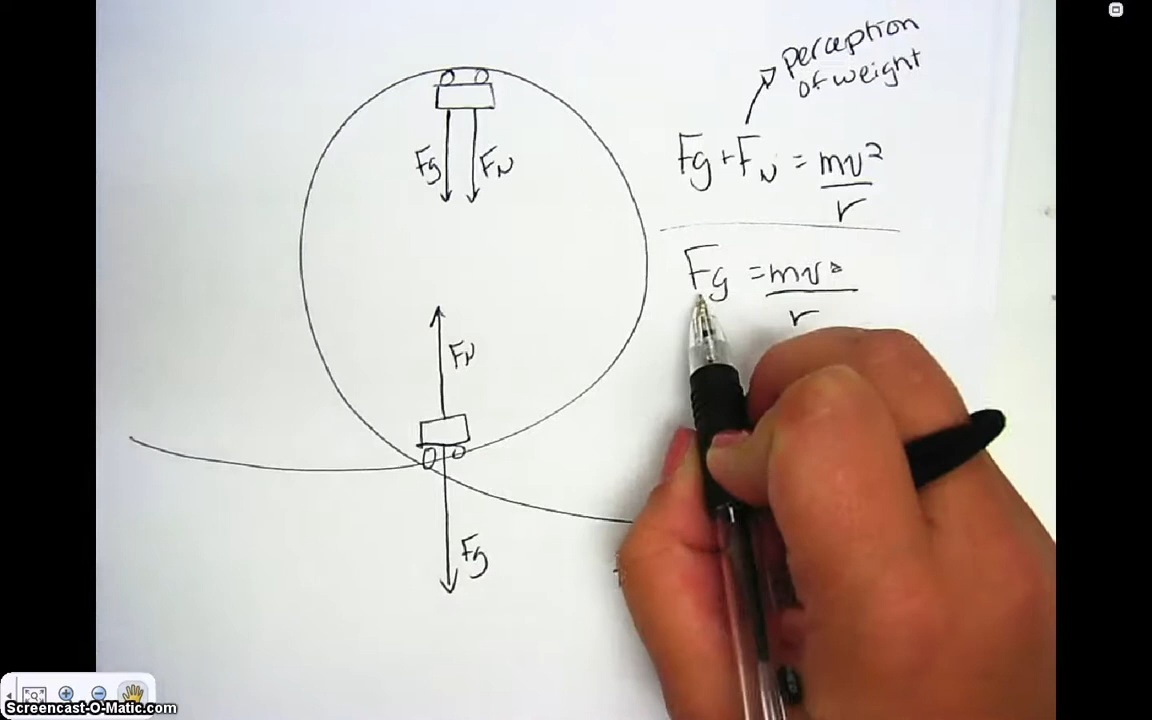 perception
of weight
Fg + FN = mv²
r
Fg FN
Fg = mv²
r
FN
Fg
Screencast-O-Matic.com